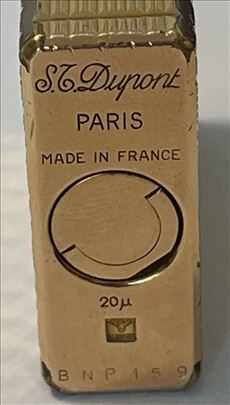 S.T. Dupont
PARIS
MADE IN FRANCE
20µ
BNP159